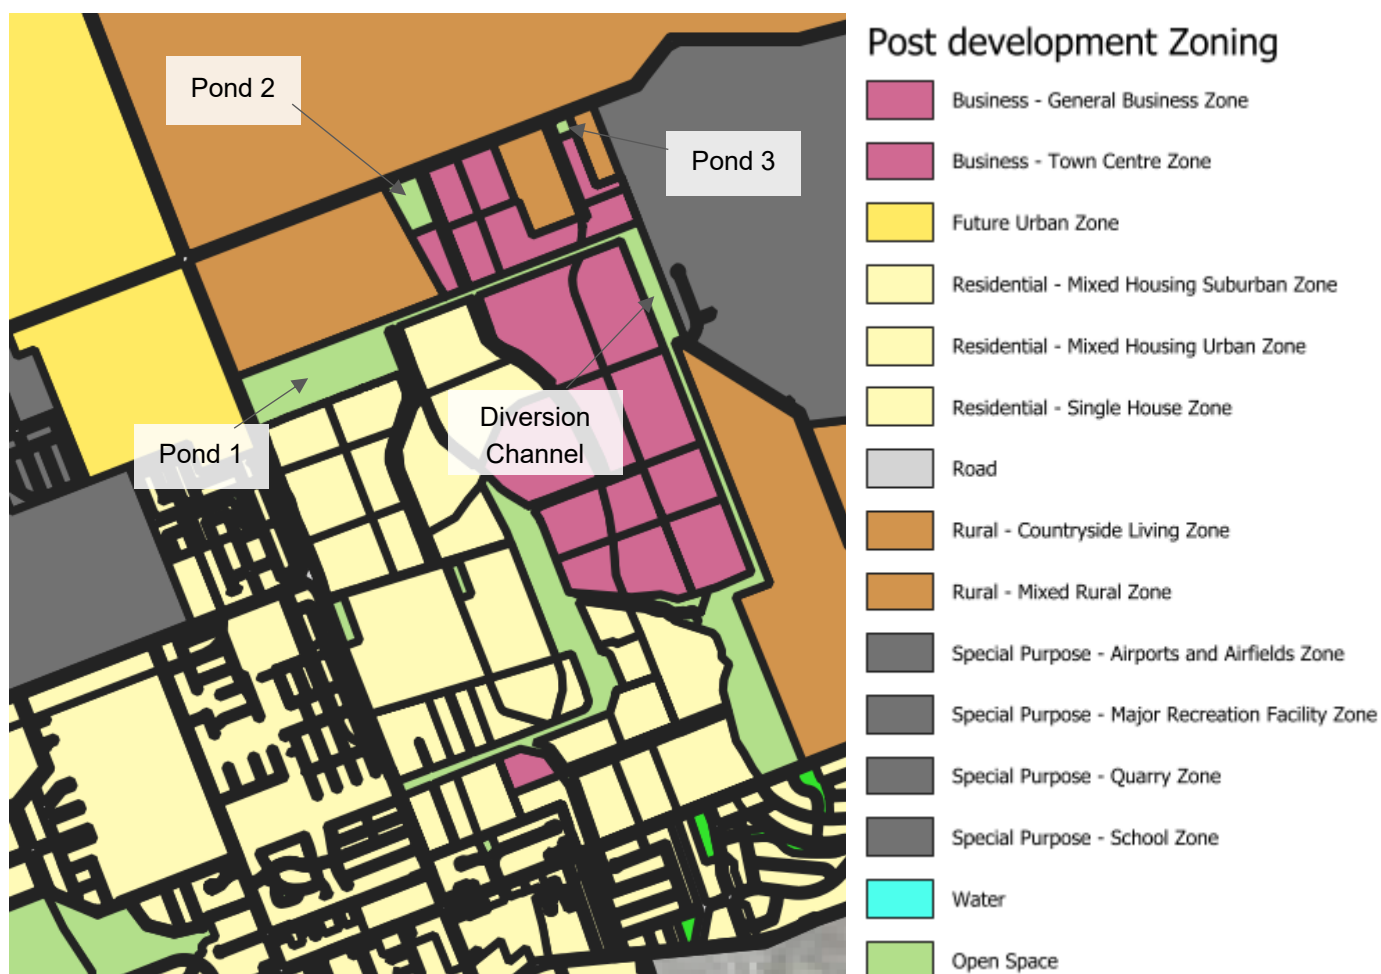 Pond 2
Pond 3
Diversion
Channel
Pond 1
Post development Zoning
Business - General Business Zone
Business - Town Centre Zone
Future Urban Zone
Residential - Mixed Housing Suburban Zone
Residential - Mixed Housing Urban Zone
Residential - Single House Zone
Road
Rural - Countryside Living Zone
Rural - Mixed Rural Zone
Special Purpose - Airports and Airfields Zone
Special Purpose - Major Recreation Facility Zone
Special Purpose - Quarry Zone
Special Purpose - School Zone
Water
Open Space